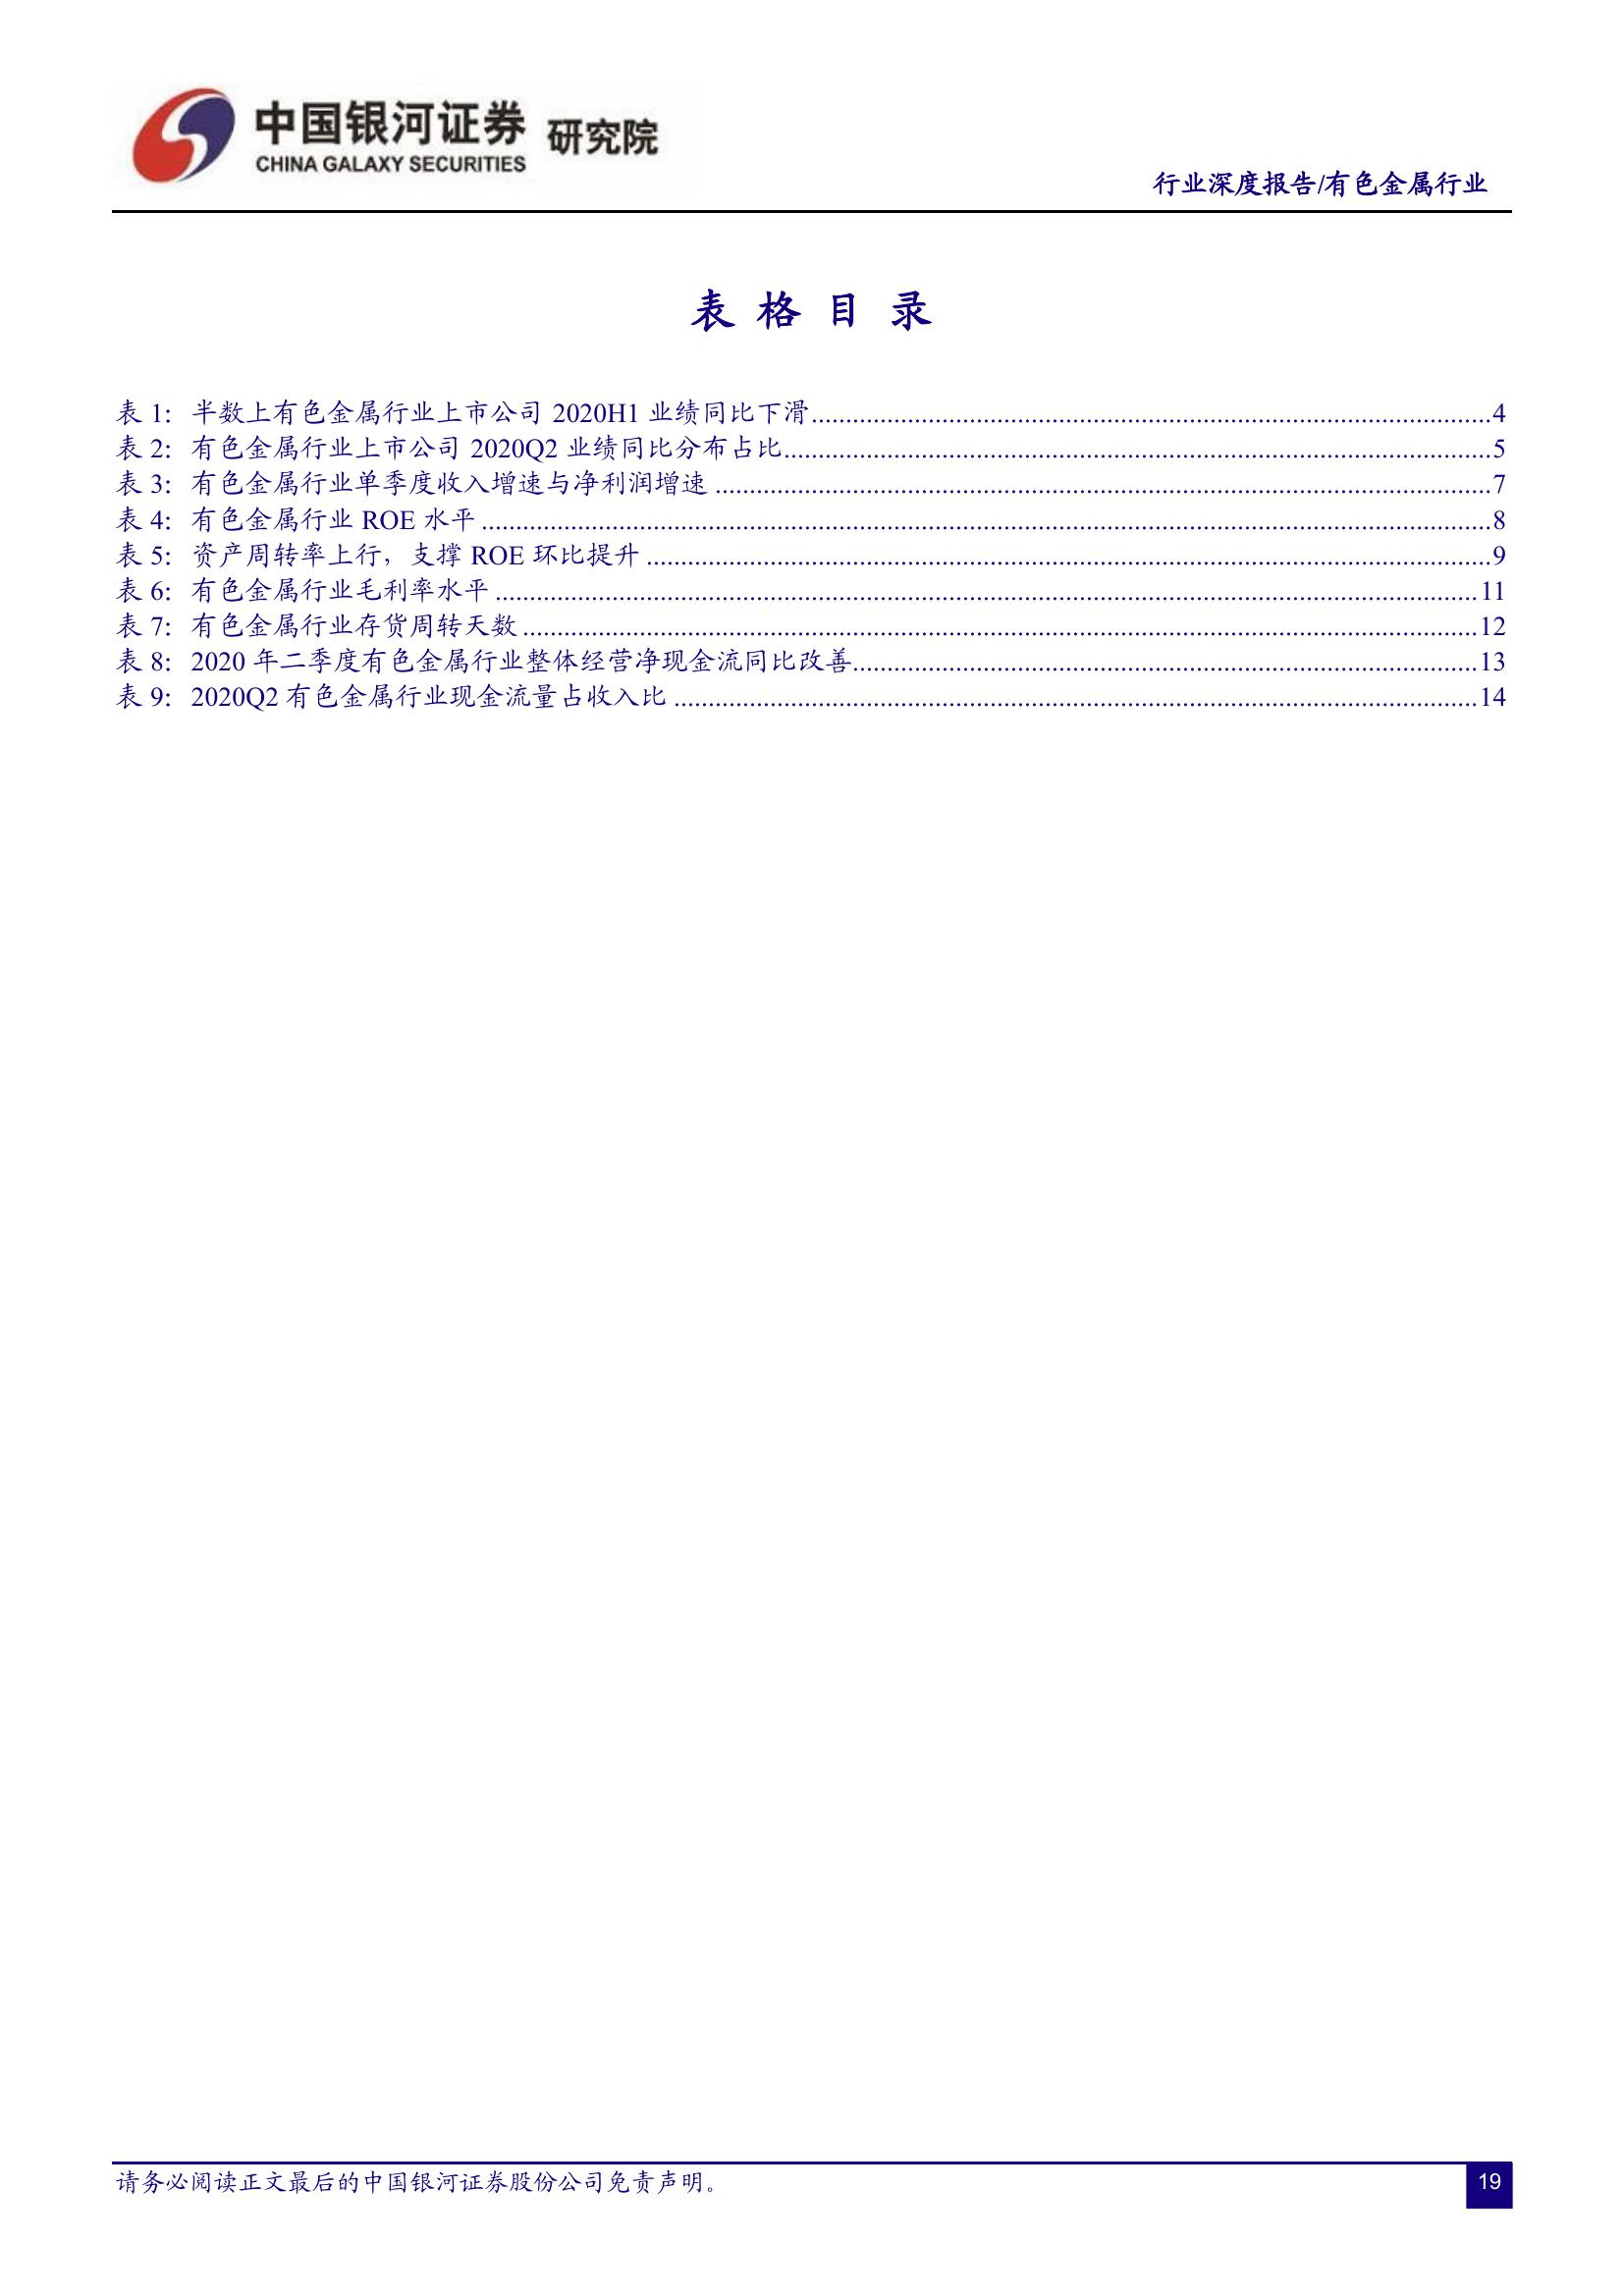 中国银河证券 研究院
CHINA GALAXY SECURITIES
行业深度报告/有色金属行业
表 格 目 录
表 1: 半数上有色金属行业上市公司 2020H1 业绩同比下滑....................4
表 2: 有色金属行业上市公司 2020Q2 业绩同比分布占比....................5
表 3: 有色金属行业单季度收入增速与净利润增速 ....................7
表 4: 有色金属行业 ROE 水平 ....................8
表 5: 资产周转率上行，支撑 ROE 环比提升 ....................9
表 6: 有色金属行业毛利率水平 ....................11
表 7: 有色金属行业存货周转天数 ....................12
表 8: 2020 年二季度有色金属行业整体经营净现金流同比改善....................13
表 9: 2020Q2 有色金属行业现金流量占收入比 ....................14
请务必阅读正文最后的中国银河证券股份公司免责声明。
19